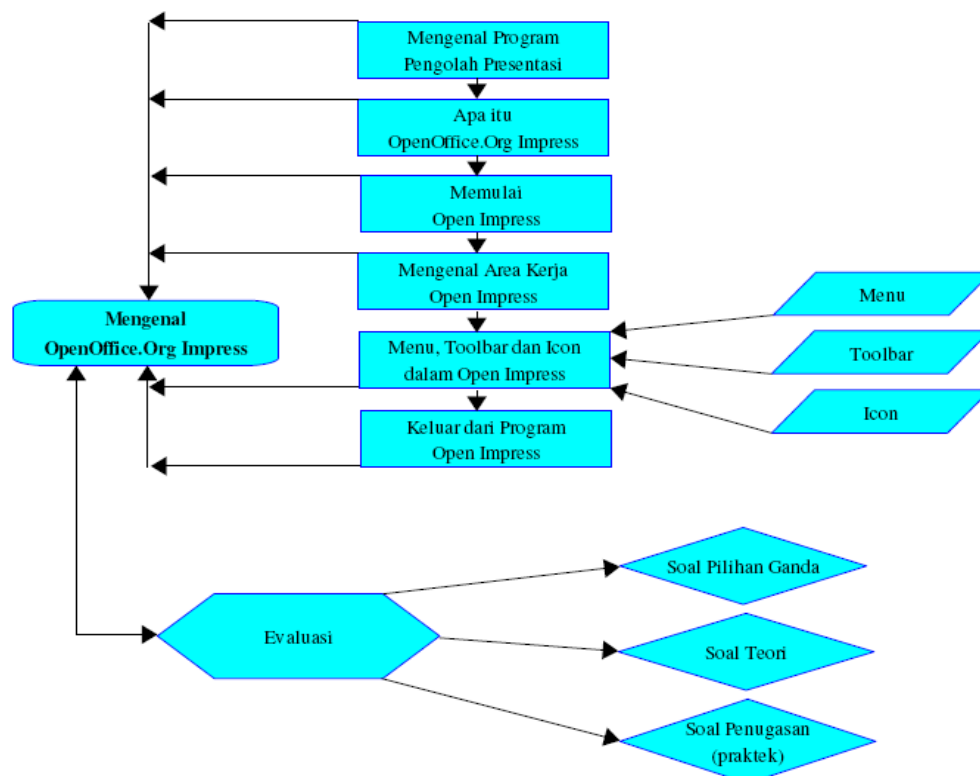 Mengenal Program
Pengolah Presentasi
Apa itu
OpenOffice.Org Impress
Memulai
Open Impress
Mengenal Area Kerja
Open Impress
Menu
Mengenal
OpenOffice.Org Impress
Menu, Toolbar dan Icon
dalam Open Impress
Toolbar
Icon
Keluar dari Program
Open Impress
Soal Pilihan Ganda
Evaluasi
Soal Teori
Soal Penugasan
(praktek)